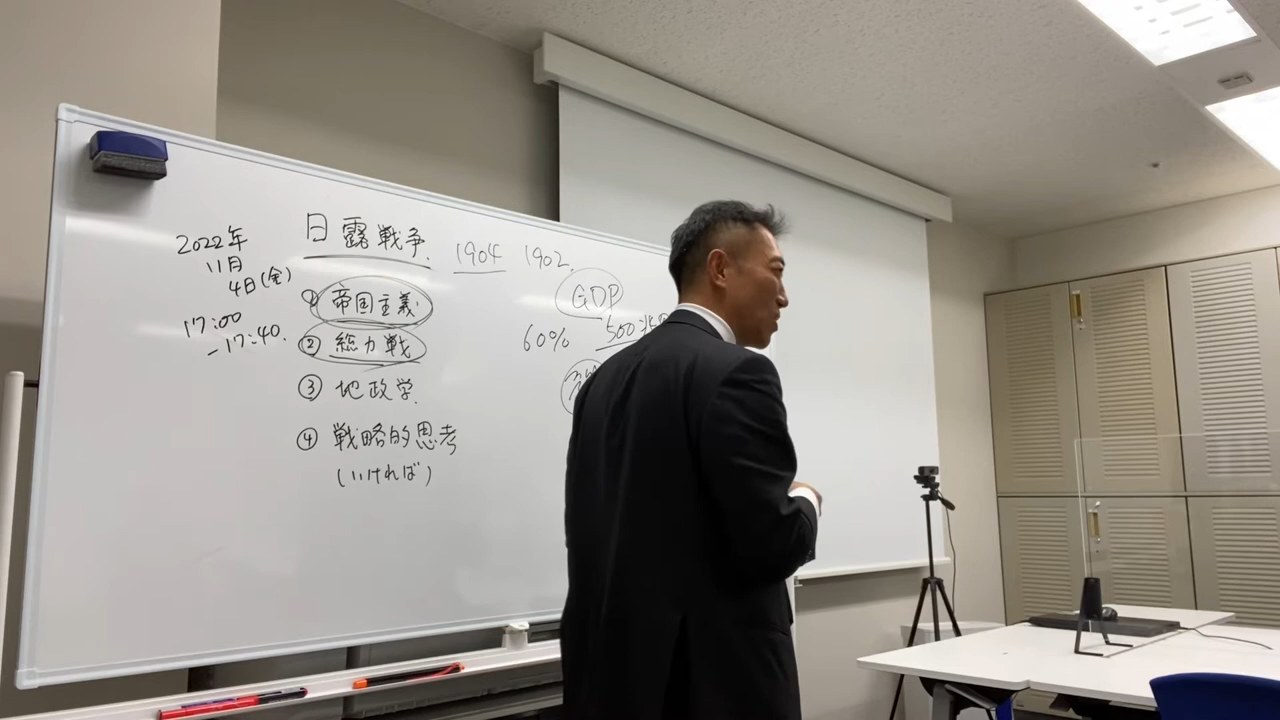 2022年
11月
4日(金)
17:00
-17:40.
日露戦争. 1904 1902.
① 帝国主義
② 総力戦
③ 地政学.
④ 戦略的思考
(いければ)
GDP
60% 500兆